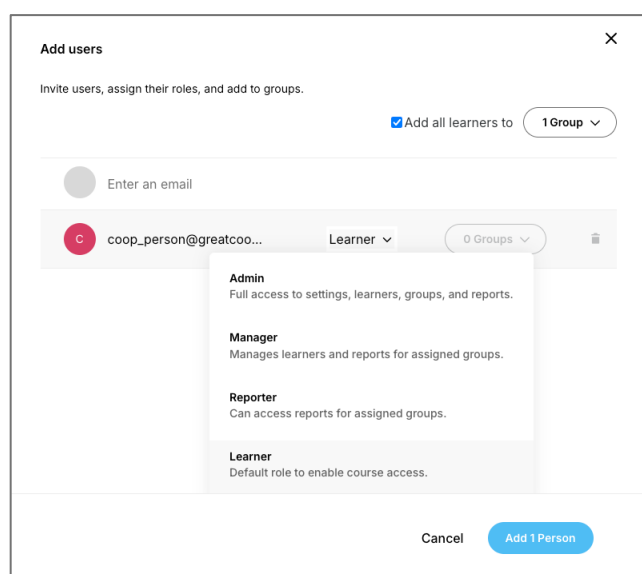 Add users
Invite users, assign their roles, and add to groups.
Add all learners to
1 Group
Enter an email
C
coop_person@greatcoo...
Learner
0 Groups
Admin
Full access to settings, learners, groups, and reports.
Manager
Manages learners and reports for assigned groups.
Reporter
Can access reports for assigned groups.
Learner
Default role to enable course access.
Cancel
Add 1 Person